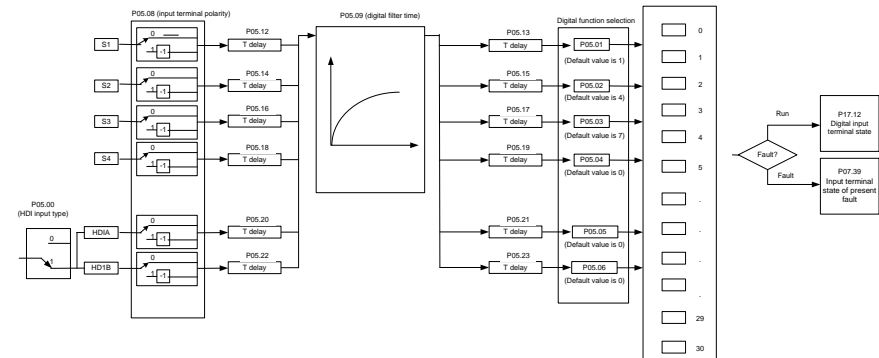 P05.08 (input terminal polarity)
S1
0
1
-1
P05.12
T delay
S2
0
1
-1
P05.14
T delay
S3
0
1
-1
P05.16
T delay
S4
0
1
-1
P05.18
T delay
P05.00
(HDI input type)
0
1
HDIA
0
1
-1
P05.20
T delay
HD1B
0
1
-1
P05.22
T delay
P05.09 (digital filter time)
P05.13
T delay
P05.15
T delay
P05.17
T delay
P05.19
T delay
P05.21
T delay
P05.23
T delay
Digital function selection
P05.01
(Default value is 1)
P05.02
(Default value is 4)
P05.03
(Default value is 7)
P05.04
(Default value is 0)
P05.05
(Default value is 0)
P05.06
(Default value is 0)
0
1
2
3
4
5
.
.
.
.
29
30
Fault?
Run
Fault
P17.12
Digital input
terminal state
P07.39
Input terminal
state of present
fault